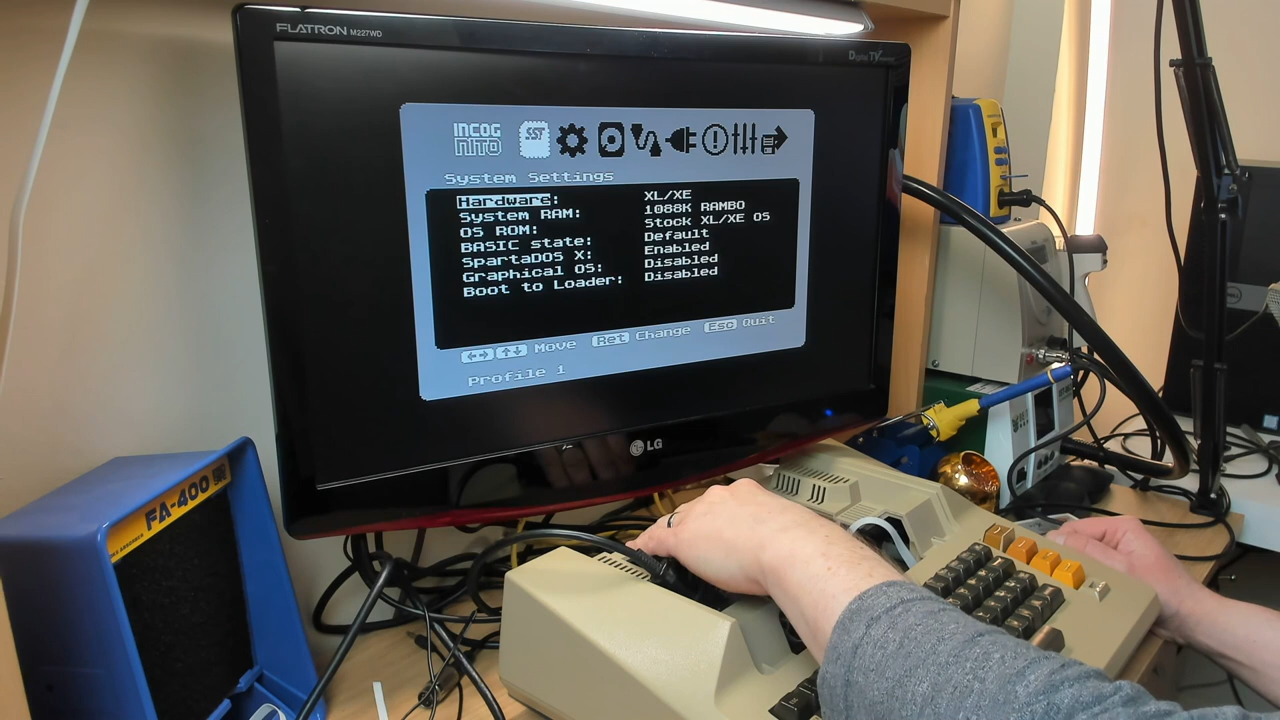 FLATRON M227WD
Digital TV
INCOG
NITO
SST
System Settings
Hardware: XL/XE
System RAM: 1088K RAMBO
OS ROM: Stock XL/XE OS
BASIC state: Default
SpartaDOS X: Enabled
Graphical OS: Disabled
Boot to Loader: Disabled
Move Ret Change Esc Quit
Profile 1
LG
FA-400
DELL